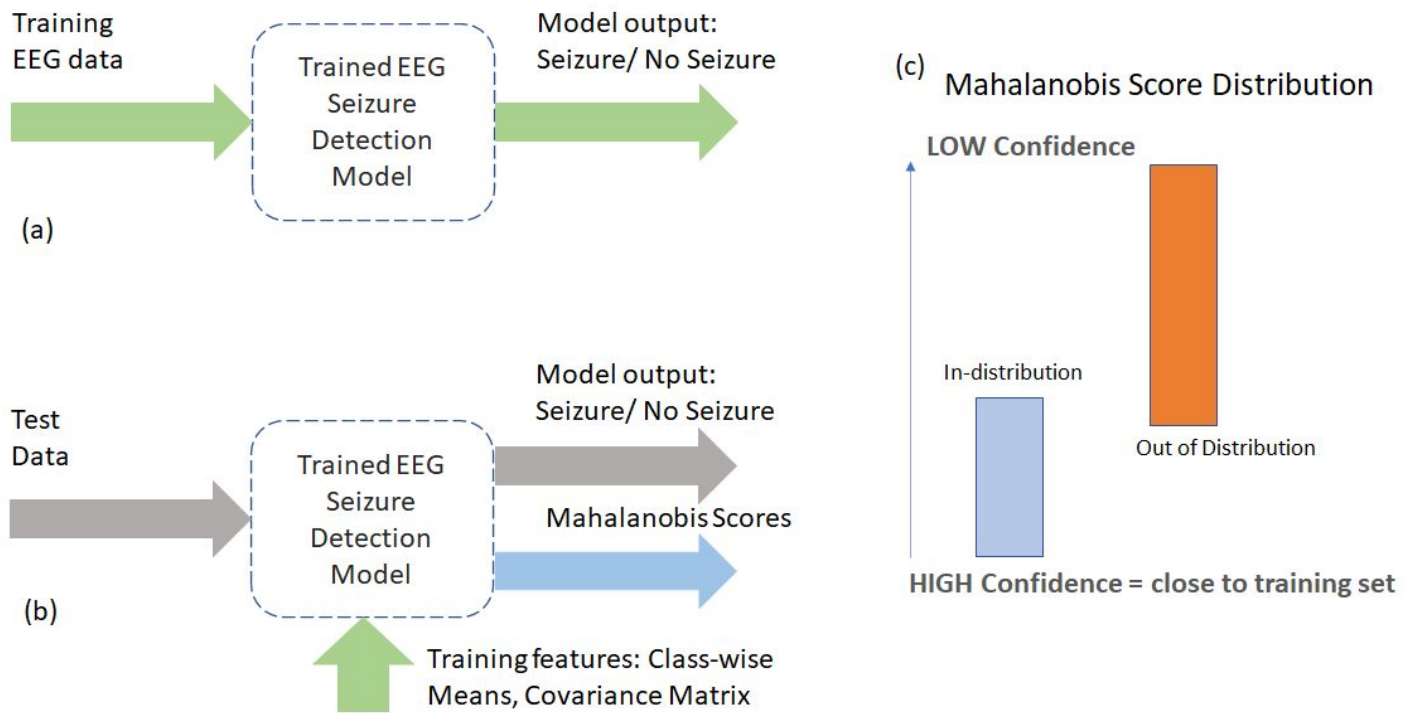 Training
EEG data
Trained EEG
Seizure
Detection
Model
Model output:
Seizure/ No Seizure
(a)
Test
Data
Trained EEG
Seizure
Detection
Model
Model output:
Seizure/ No Seizure
Mahalanobis Scores
(b)
Training features: Class-wise
Means, Covariance Matrix
(c)
Mahalanobis Score Distribution
LOW Confidence
In-distribution
Out of Distribution
HIGH Confidence = close to training set